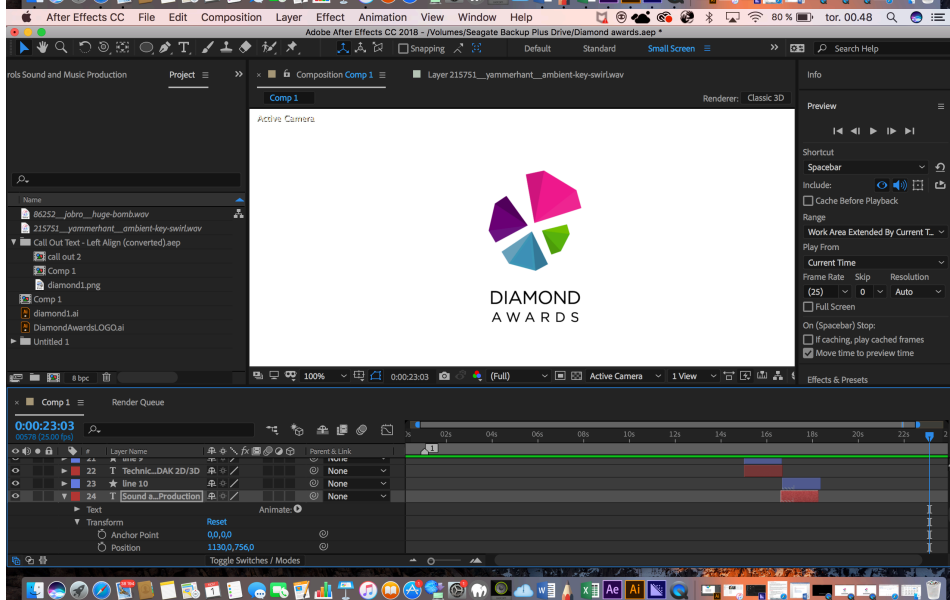 After Effects CC File Edit Composition Layer Effect Animation View Window Help 80 % tor. 00.48
Adobe After Effects CC 2018 - /Volumes/Seagate Backup Plus Drive/Diamond awards.aep *
Snapping Default Standard Small Screen Search Help
rols Sound and Music Production Project
Composition Comp 1 Layer 215751__yammerhant__ambient-key-swirl.wav
Info
Comp 1 Renderer: Classic 3D
Active Camera
Preview
Shortcut
Spacebar
Include:
Cache Before Playback
Range
Work Area Extended By Current T...
Play From
Current Time
Frame Rate Skip Resolution
(25) 0 Auto
Full Screen
On (Spacebar) Stop:
If caching, play cached frames
Move time to preview time
Effects & Presets
Name
86252__jobro__huge-bomb.wav
215751__yammerhant__ambient-key-swirl.wav
Call Out Text - Left Align (converted).aep
call out 2
Comp 1
diamond1.png
Comp 1
diamond1.ai
DiamondAwardsLOGO.ai
Untitled 1
8 bpc
DIAMOND
AWARDS
100% 0:00:23:03 (Full) Active Camera 1 View
Comp 1 Render Queue
0:00:23:03
00578 (25.00 fps)
02s 04s 06s 08s 10s 12s 14s 16s 18s 20s 22s
1
# Layer Name Parent & Link
21 line 9 None
22 T Technic...DAK 2D/3D None
23 line 10 None
24 T Sound a...Production None
Text Animate:
Transform Reset
Anchor Point 0,0,0,0
Position 1130,0,756,0
Toggle Switches / Modes
Ae Ai